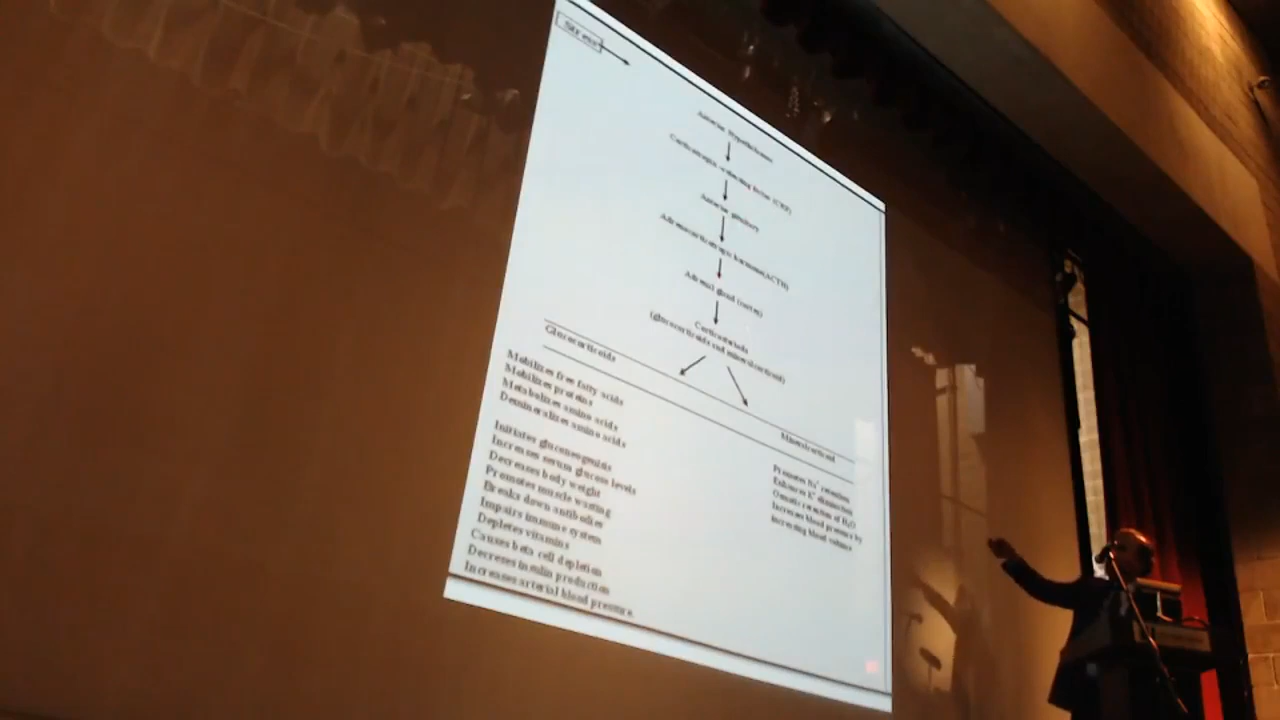 Stress
Anterior Hypothalamus
Corticotropin releasing factor (CRF)
Anterior pituitary
Adrenocorticotropic hormone(ACTH)
Adrenal gland (cortex)
Corticosteroids
(glucocorticoids and mineralcorticoid)
Glucocorticoids
Mobilizes free fatty acids
Mobilizes proteins
Metabolizes amino acids
Demineralizes amino acids
Initiates gluconeogenisis
Increases serum glucose levels
Decreases body weight
Promotes muscle wasting
Breaks down antibodies
Impairs immune system
Depletes vitamins
Causes beta cell depletion
Decreses insulin production
Increases arterial blood pressure.
Mineralcorticoid
Promotes Na⁺ retention
Enhances K⁺ elimination
Osmotic retention of H₂O
Increases blood pressure by
increasing blood volume